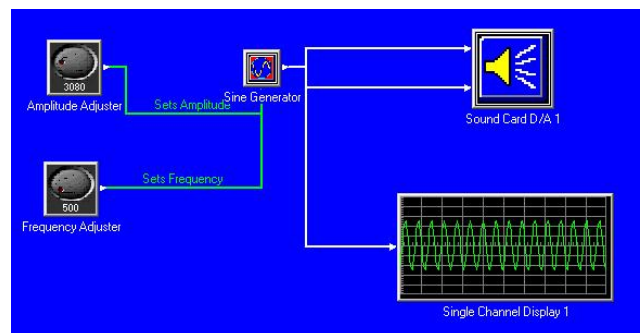 3080
Amplitude Adjuster
Sets Amplitude
Sine Generator
Sound Card D/A 1
Sets Frequency
500
Frequency Adjuster
Single Channel Display 1